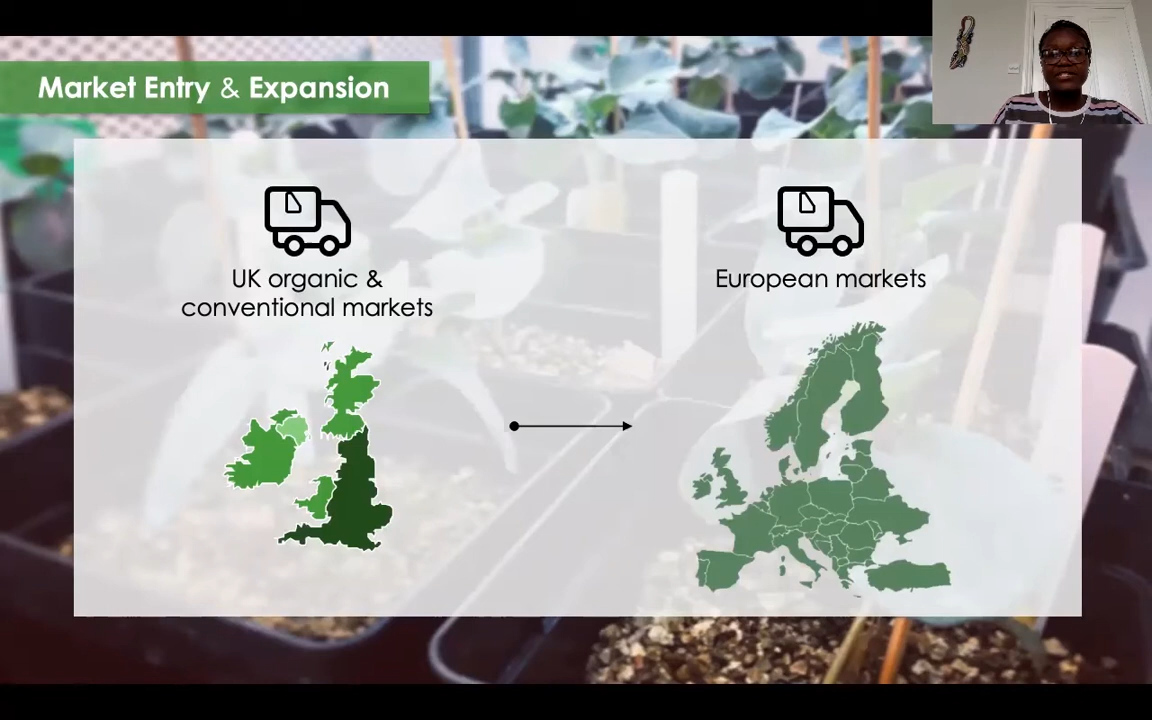 Market Entry & Expansion
UK organic &
conventional markets
European markets